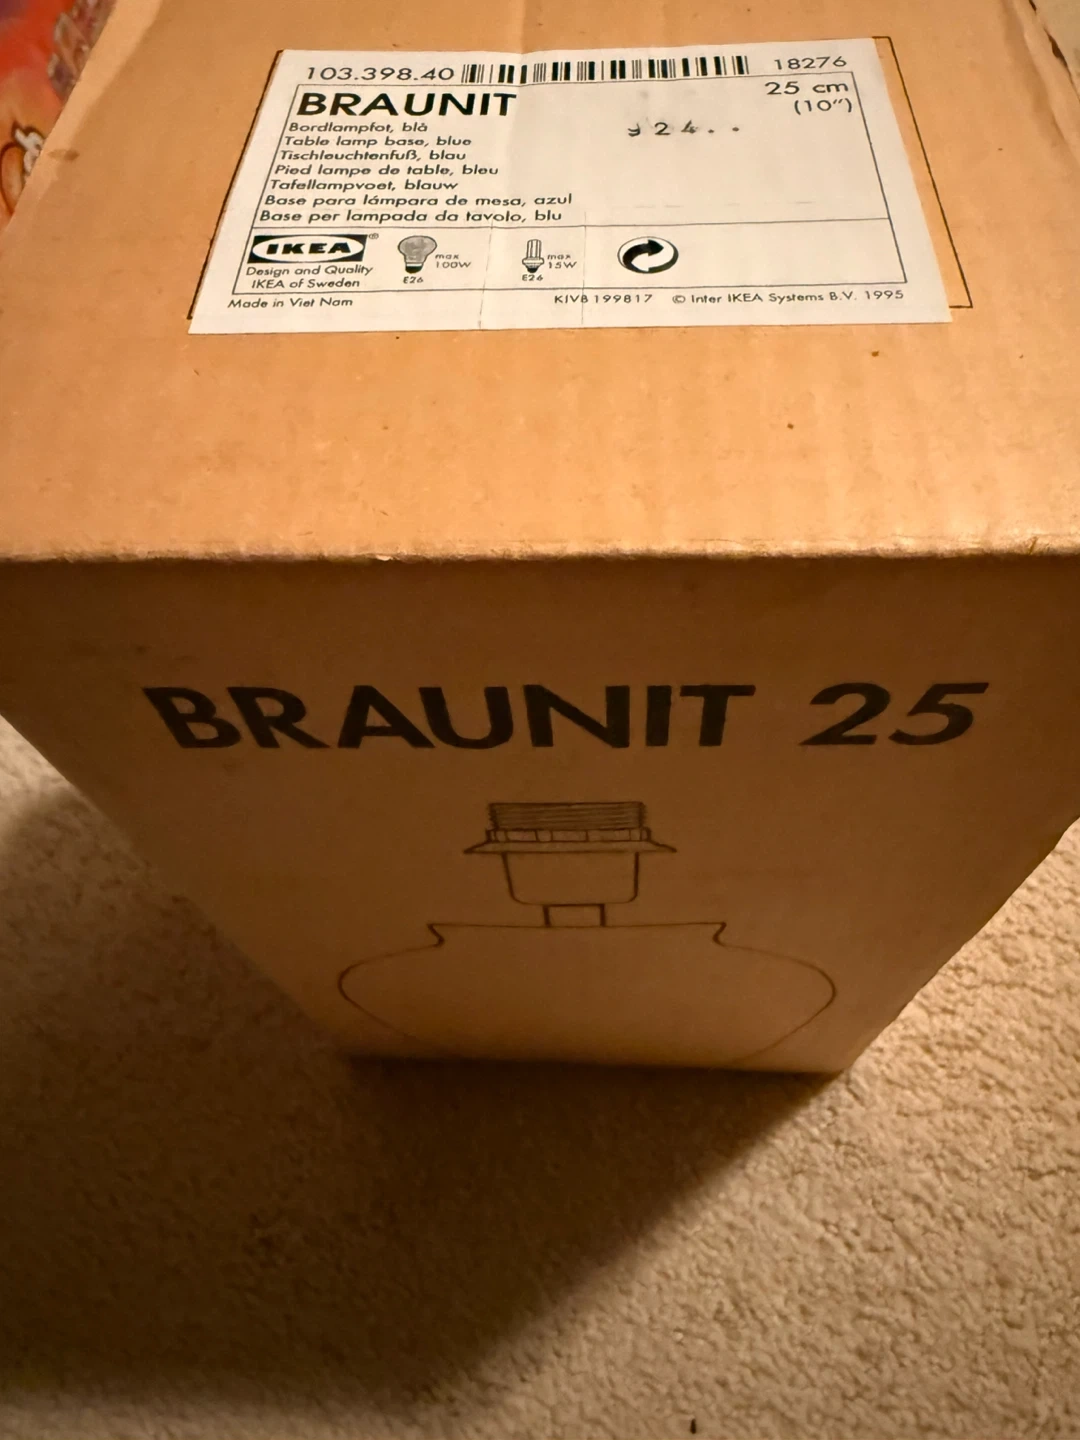 103.398.40
18276
BRAUNIT
25 cm
(10")
Bordlampfot, blå
Table lamp base, blue
Tischleuchtenfuß, blau
Pied lampe de table, bleu
Tafellampvoet, blauw
Base para lámpara de mesa, azul
Base per lampada da tavolo, blu
24
IKEA®
Design and Quality
IKEA of Sweden
max
100W
E26
max
15W
E26
Made in Viet Nam
KIVB 199817 © Inter IKEA Systems B.V. 1995
BRAUNIT 25